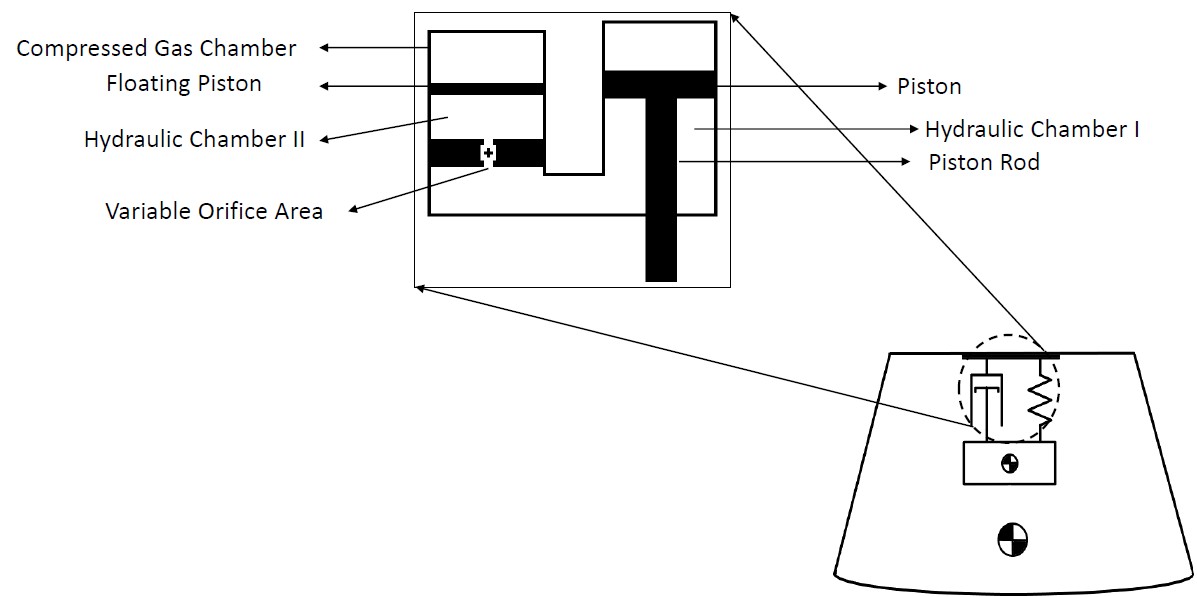 Compressed Gas Chamber
Floating Piston
Hydraulic Chamber II
Variable Orifice Area
Piston
Hydraulic Chamber I
Piston Rod